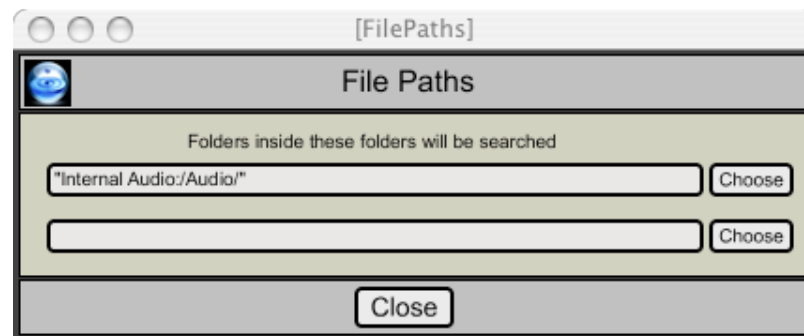 [FilePaths]
File Paths
Folders inside these folders will be searched
"Internal Audio:/Audio/" Choose
Choose
Close